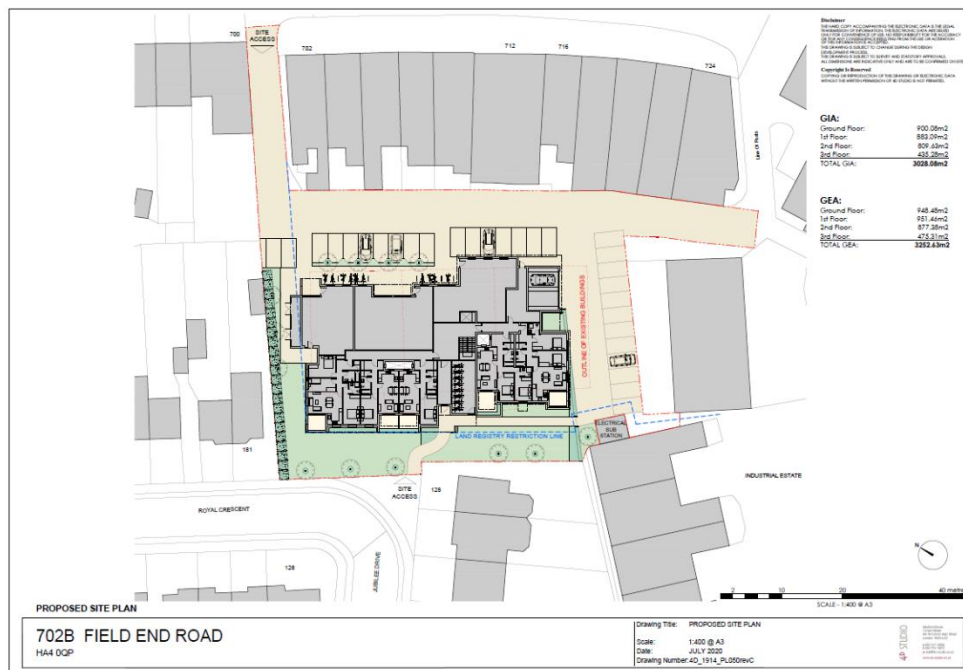 SITE
ACCESS
700
702
712
716
724
Line Of Posts
Disclaimer
Copyright Is Reserved
GIA:
Ground Floor: 900.08m2
1st Floor: 883.09m2
2nd Floor: 809.63m2
3rd Floor: 435.28m2
TOTAL GIA: 3028.08m2
GEA:
Ground Floor: 948.48m2
1st Floor: 951.46m2
2nd Floor: 877.38m2
3rd Floor: 475.31m2
TOTAL GEA: 3252.63m2
OUTLINE OF EXISTING BUILDINGS
LAND REGISTRY RESTRICTION LINE
ELECTRICAL
SUB
STATION
INDUSTRIAL ESTATE
181
SITE
ACCESS
126
ROYAL CRESCENT
128
JUBILEE DRIVE
N
2
10
20
40 metres
SCALE - 1:400 @ A3
PROPOSED SITE PLAN
702B FIELD END ROAD
HA4 0QP
Drawing Title: PROPOSED SITE PLAN
Scale: 1:400 @ A3
Date: JULY 2020
Drawing Number: 4D_1914_PL050revC
4D STUDIO